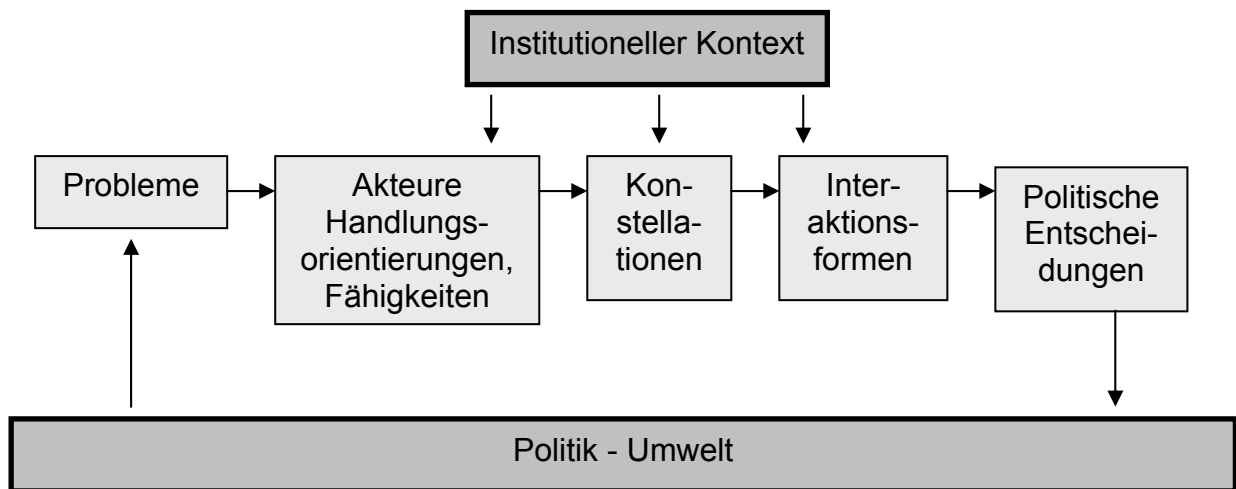 Institutioneller Kontext
Probleme
Akteure
Handlungs-
orientierungen,
Fähigkeiten
Kon-
stella-
tionen
Inter-
aktions-
formen
Politische
Entschei-
dungen
Politik - Umwelt